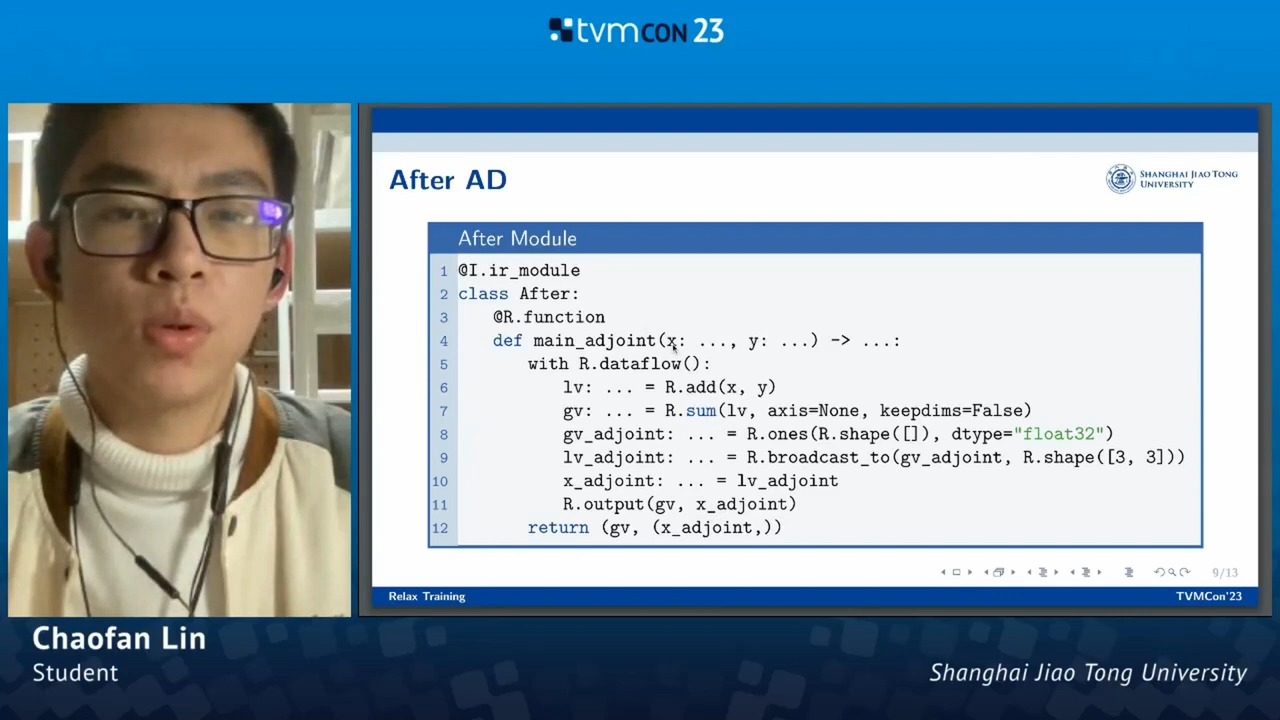 tvmcon 23
After AD
SHANGHAI JIAO TONG
UNIVERSITY
After Module
1 @I.ir_module
2 class After:
3 @R.function
4 def main_adjoint(x: ..., y: ...) -> ...:
5 with R.dataflow():
6 lv: ... = R.add(x, y)
7 gv: ... = R.sum(lv, axis=None, keepdims=False)
8 gv_adjoint: ... = R.ones(R.shape([]), dtype="float32")
9 lv_adjoint: ... = R.broadcast_to(gv_adjoint, R.shape([3, 3]))
10 x_adjoint: ... = lv_adjoint
11 R.output(gv, x_adjoint)
12 return (gv, (x_adjoint,))
9/13
Relax Training
TVMCon'23
Chaofan Lin
Student
Shanghai Jiao Tong University